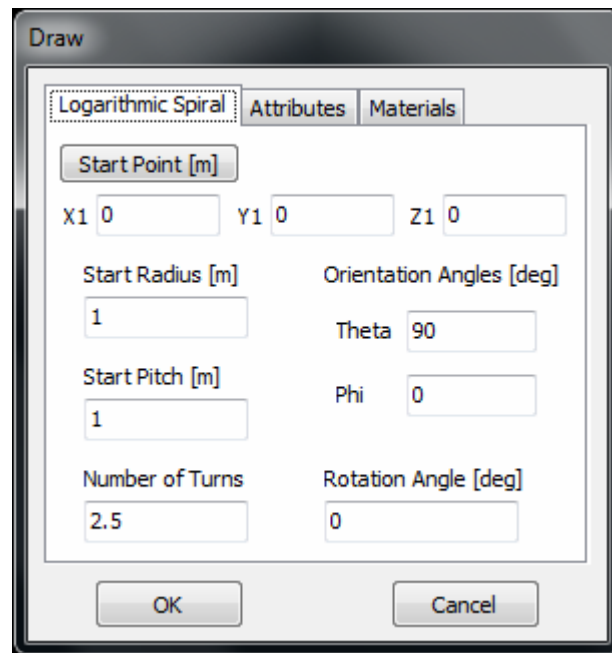 Draw
Logarithmic Spiral Attributes Materials
Start Point [m]
X1 0 Y1 0 Z1 0
Start Radius [m] Orientation Angles [deg]
1
Theta 90
Start Pitch [m]
Phi 0
1
Number of Turns Rotation Angle [deg]
2.5 0
OK Cancel